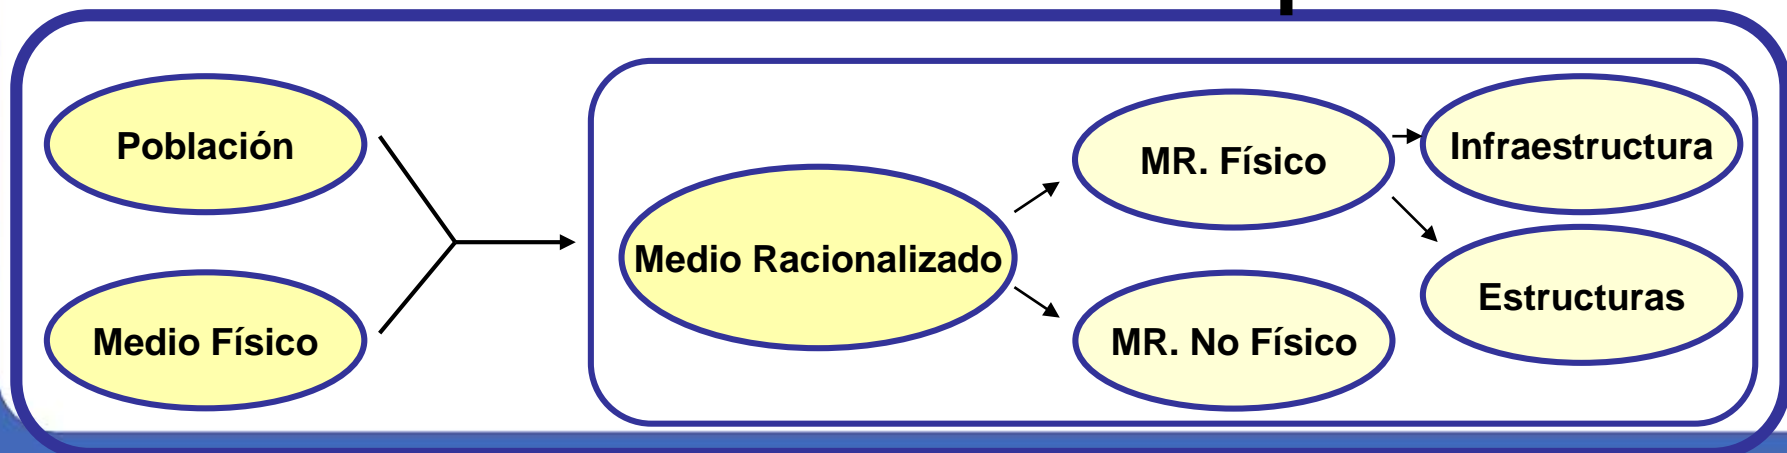 Población
Medio Físico
Medio Racionalizado
MR. Físico
MR. No Físico
Infraestructura
Estructuras